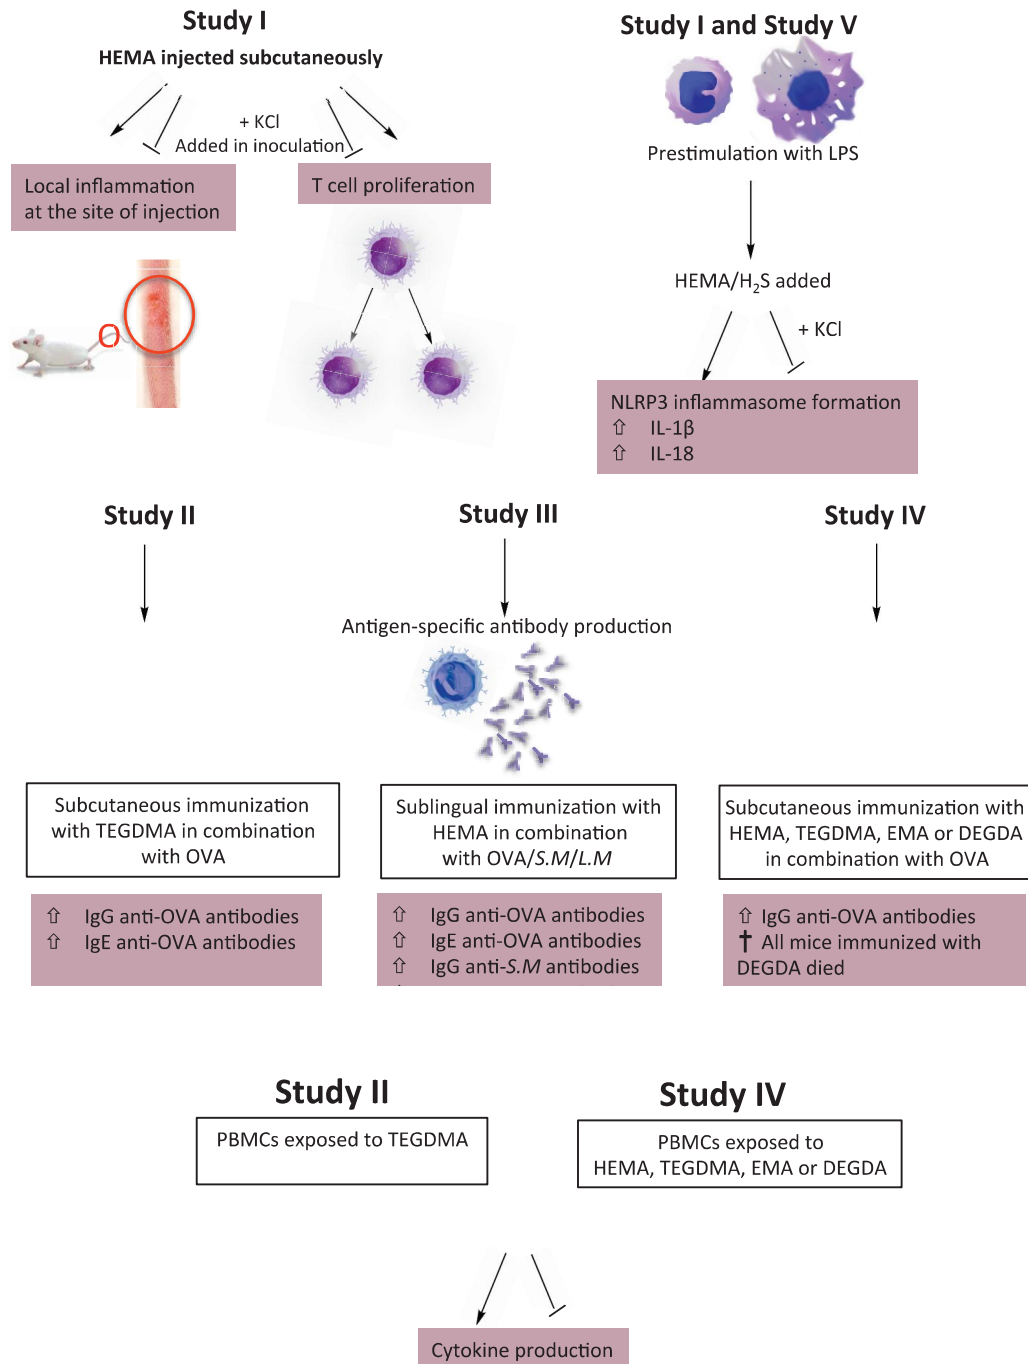 Study I
HEMA injected subcutaneously
+ KCl
Added in inoculation
Local inflammation
at the site of injection
T cell proliferation
Study I and Study V
Prestimulation with LPS
HEMA/H₂S added
+ KCl
NLRP3 inflammasome formation
⇧ IL-1β
⇧ IL-18
Study II
Study III
Study IV
Antigen-specific antibody production
Subcutaneous immunization
with TEGDMA in combination
with OVA
⇧ IgG anti-OVA antibodies
⇧ IgE anti-OVA antibodies
Sublingual immunization with
HEMA in combination
with OVA/S.M/L.M
⇧ IgG anti-OVA antibodies
⇧ IgE anti-OVA antibodies
⇧ IgG anti-S.M antibodies
Subcutaneous immunization with
HEMA, TEGDMA, EMA or DEGDA
in combination with OVA
⇧ IgG anti-OVA antibodies
✝ All mice immunized with
DEGDA died
Study II
PBMCs exposed to TEGDMA
Study IV
PBMCs exposed to
HEMA, TEGDMA, EMA or DEGDA
Cytokine production